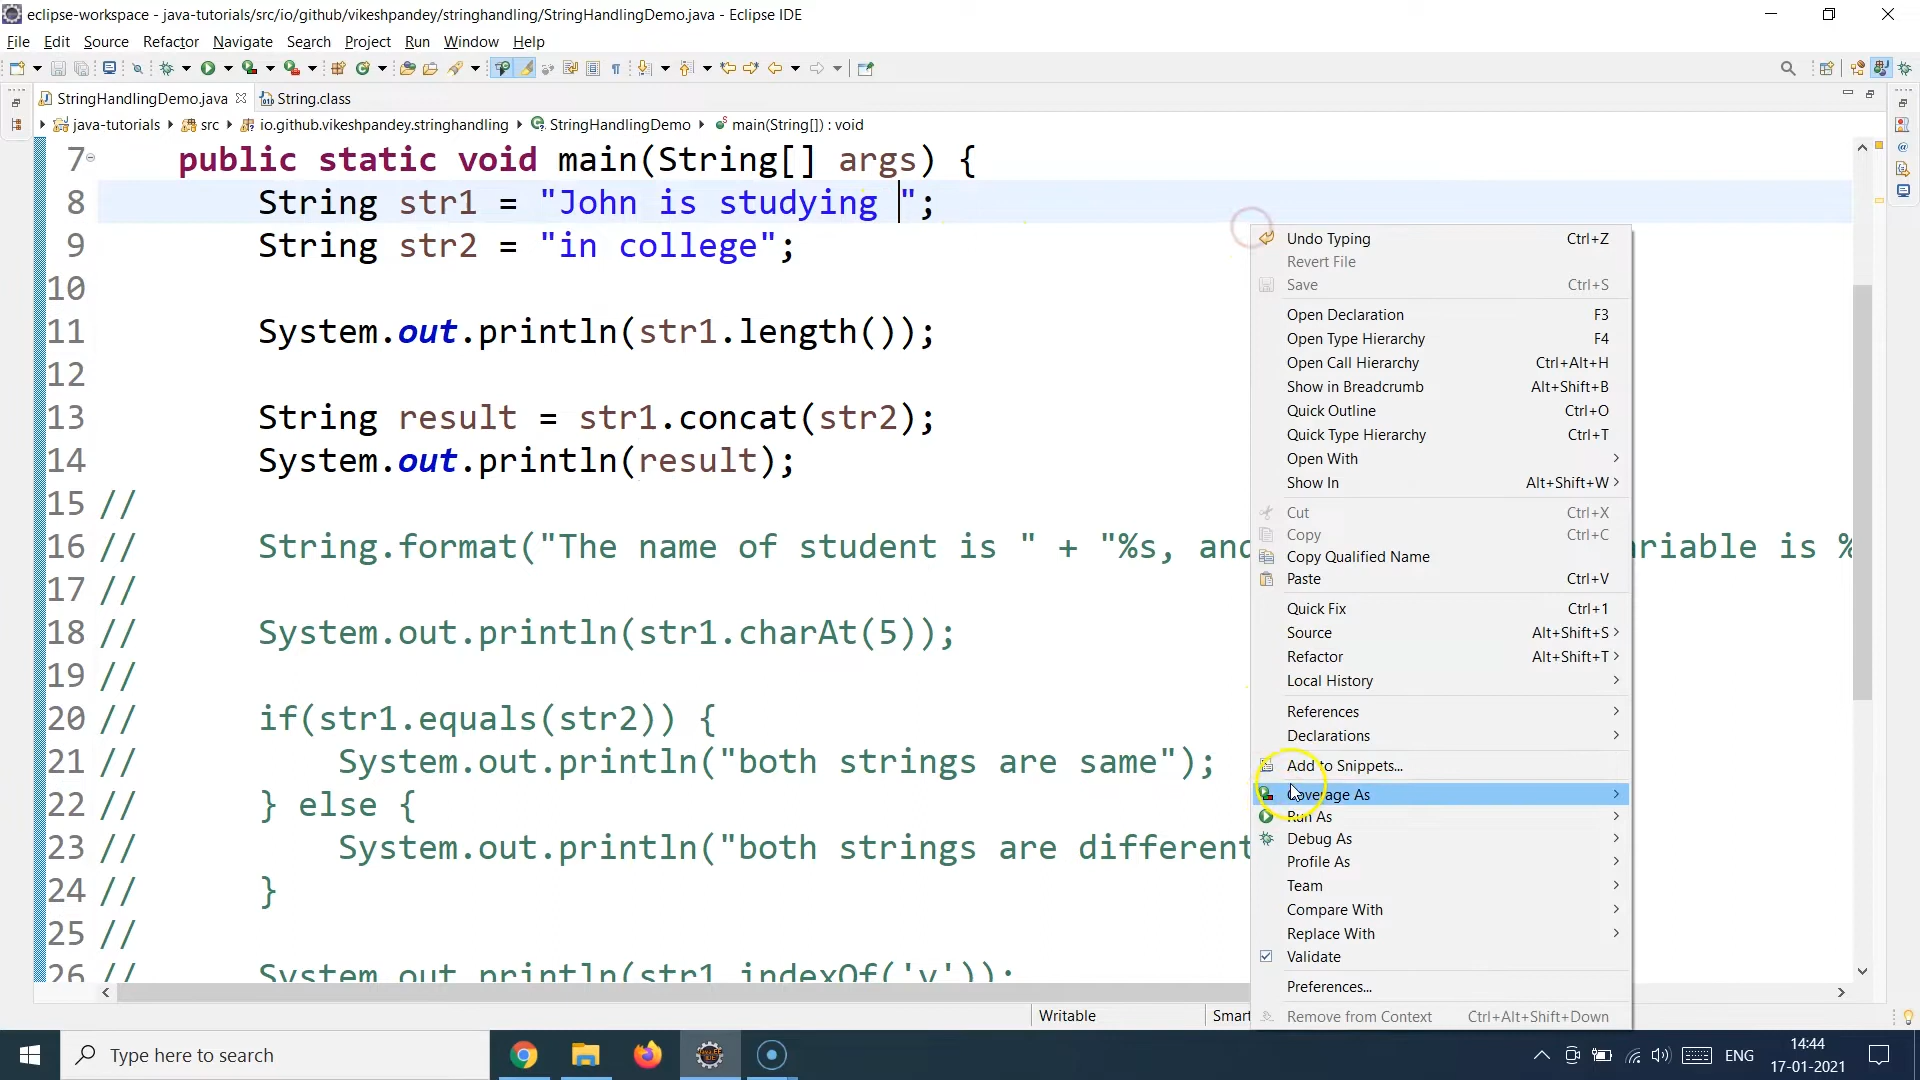 eclipse-workspace - java-tutorials/src/io/github/vikeshpandey/stringhandling/StringHandlingDemo.java - Eclipse IDE
File Edit Source Refactor Navigate Search Project Run Window Help
StringHandlingDemo.java String.class
java-tutorials src io.github.vikeshpandey.stringhandling StringHandlingDemo main(String[]) : void
7 public static void main(String[] args) {
8 String str1 = "John is studying ";
9 String str2 = "in college";
10
11 System.out.println(str1.length());
12
13 String result = str1.concat(str2);
14 System.out.println(result);
15 //
16 // String.format("The name of student is " + "%s, and ariable is %
17 //
18 // System.out.println(str1.charAt(5));
19 //
20 // if(str1.equals(str2)) {
21 // System.out.println("both strings are same");
22 // } else {
23 // System.out.println("both strings are different
24 // }
25 //
26 // System.out.println(str1.indexOf('y'));
Undo Typing Ctrl+Z
Revert File
Save Ctrl+S
Open Declaration F3
Open Type Hierarchy F4
Open Call Hierarchy Ctrl+Alt+H
Show in Breadcrumb Alt+Shift+B
Quick Outline Ctrl+O
Quick Type Hierarchy Ctrl+T
Open With
Show In Alt+Shift+W
Cut Ctrl+X
Copy Ctrl+C
Copy Qualified Name
Paste Ctrl+V
Quick Fix Ctrl+1
Source Alt+Shift+S
Refactor Alt+Shift+T
Local History
References
Declarations
Add to Snippets...
Coverage As
Run As
Debug As
Profile As
Team
Compare With
Replace With
Validate
Preferences...
Remove from Context Ctrl+Alt+Shift+Down
Writable Smart
Type here to search
ENG
14:44
17-01-2021